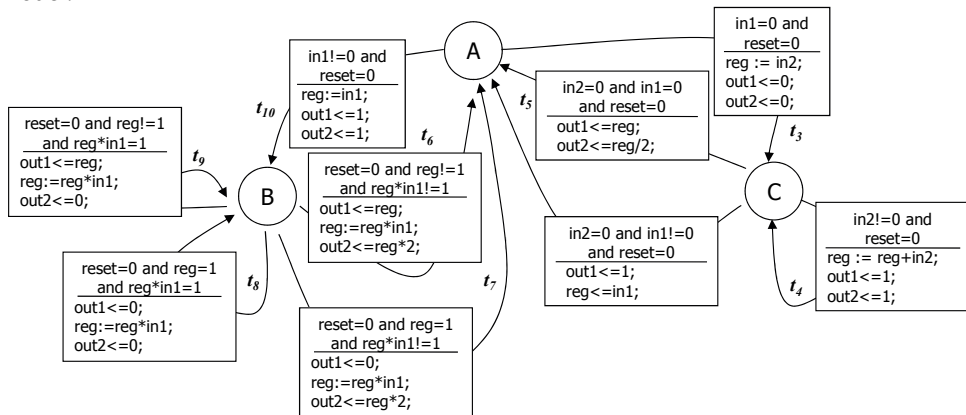 A
in1!=0 and
reset=0
reg:=in1;
out1<=1;
out2<=1;
t10
in1=0 and
reset=0
reg := in2;
out1<=0;
out2<=0;
t3
in2=0 and in1=0
and reset=0
out1<=reg;
out2<=reg/2;
t5
reset=0 and reg!=1
and reg*in1=1
out1<=reg;
reg:=reg*in1;
out2<=0;
t9
B
t6
reset=0 and reg!=1
and reg*in1!=1
out1<=reg;
reg:=reg*in1;
out2<=reg*2;
C
in2=0 and in1!=0
and reset=0
out1<=1;
reg<=in1;
in2!=0 and
reset=0
reg := reg+in2;
out1<=1;
out2<=1;
t4
reset=0 and reg=1
and reg*in1=1
out1<=0;
reg:=reg*in1;
out2<=0;
t8
t7
reset=0 and reg=1
and reg*in1!=1
out1<=0;
reg:=reg*in1;
out2<=reg*2;